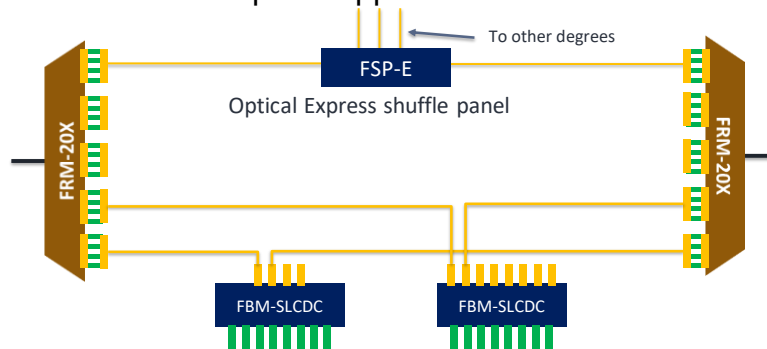 To other degrees
FSP-E
Optical Express shuffle panel
FRM-20X
FRM-20X
FBM-SLCDC
FBM-SLCDC